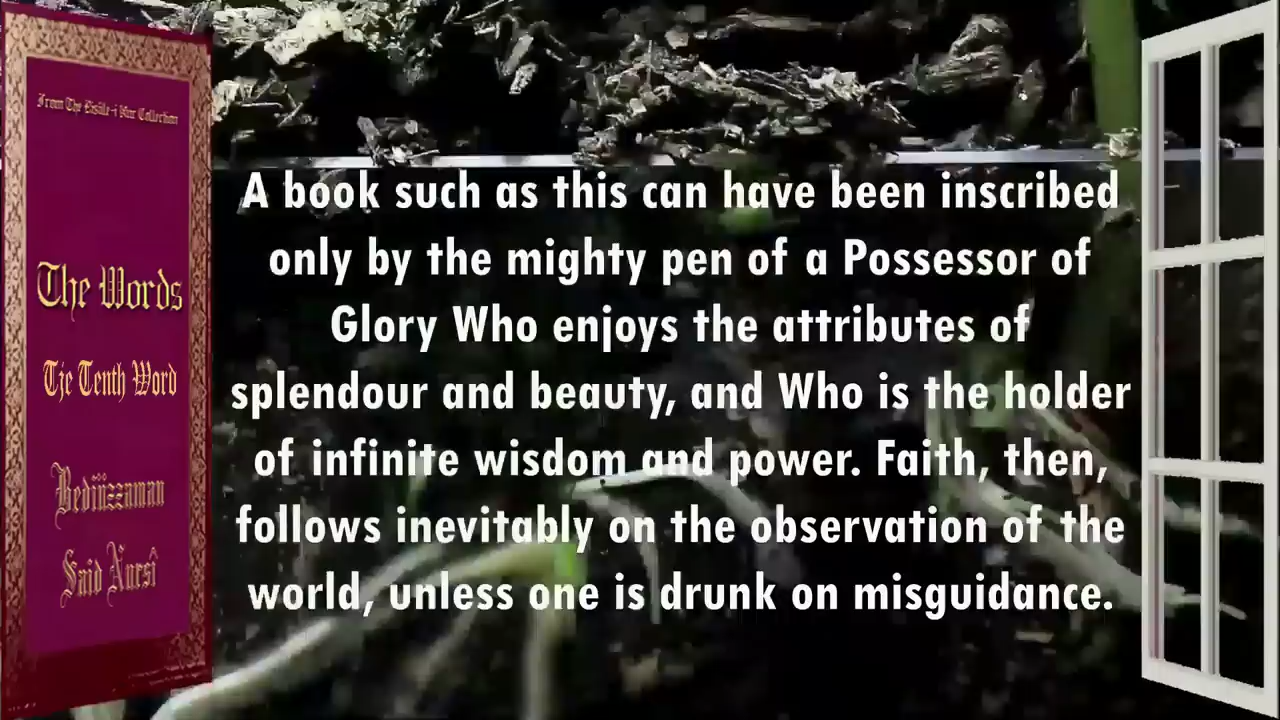 From The Risale-i Nur Collection
The Words
Tje Tenth Word
Bediüzzaman
Said Nursî
A book such as this can have been inscribed
only by the mighty pen of a Possessor of
Glory Who enjoys the attributes of
splendour and beauty, and Who is the holder
of infinite wisdom and power. Faith, then,
follows inevitably on the observation of the
world, unless one is drunk on misguidance.